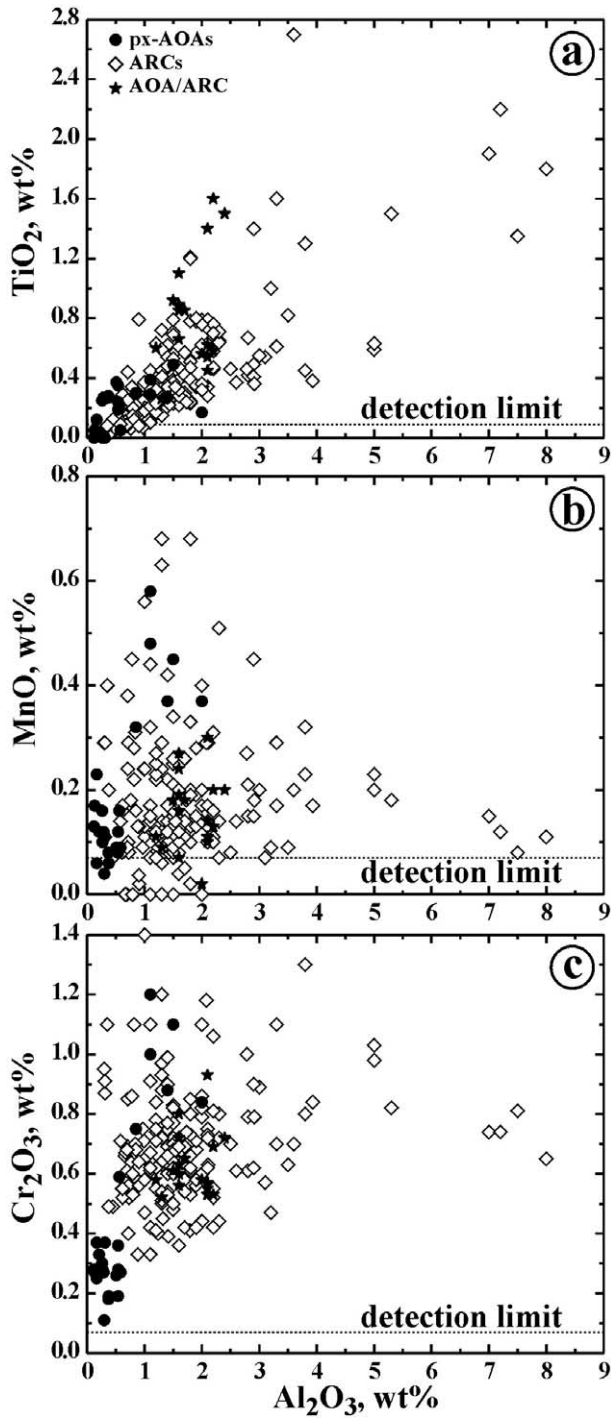 2.8
2.4
2.0
1.6
1.2
0.8
0.4
0.0
TiO2, wt%
px-AOAs
ARCs
AOA/ARC
a
detection limit
0 1 2 3 4 5 6 7 8 9
0.8
0.6
0.4
0.2
0.0
MnO, wt%
b
detection limit
0 1 2 3 4 5 6 7 8 9
1.4
1.2
1.0
0.8
0.6
0.4
0.2
0.0
Cr2O3, wt%
c
detection limit
0 1 2 3 4 5 6 7 8 9
Al2O3, wt%